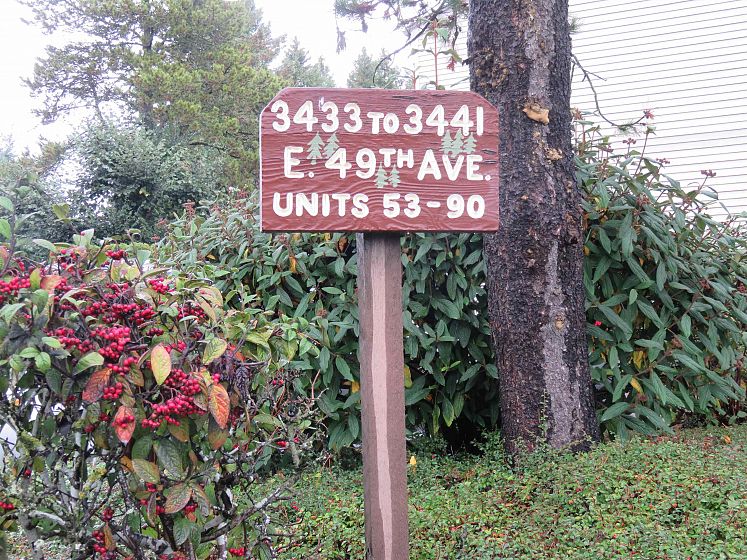 3433 TO 3441
E. 49TH AVE.
UNITS 53-90